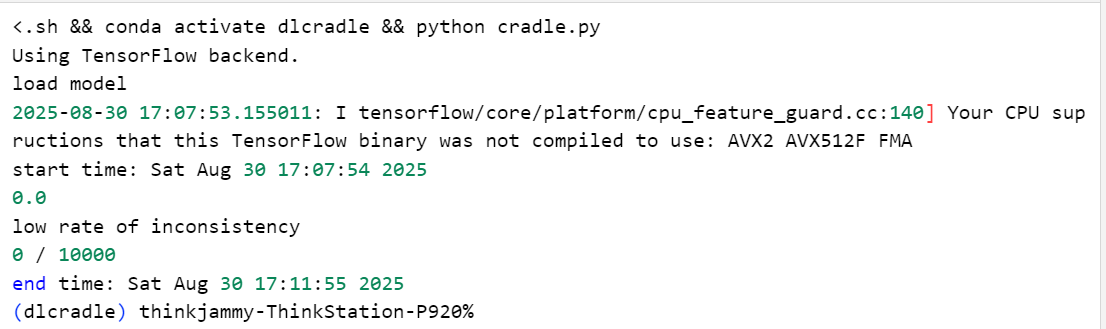 <.sh && conda activate dlcradle && python cradle.py
Using TensorFlow backend.
load model
2025-08-30 17:07:53.155011: I tensorflow/core/platform/cpu_feature_guard.cc:140] Your CPU sup
ructions that this TensorFlow binary was not compiled to use: AVX2 AVX512F FMA
start time: Sat Aug 30 17:07:54 2025
0.0
low rate of inconsistency
0 / 10000
end time: Sat Aug 30 17:11:55 2025
(dlcradle) thinkjammy-ThinkStation-P920%